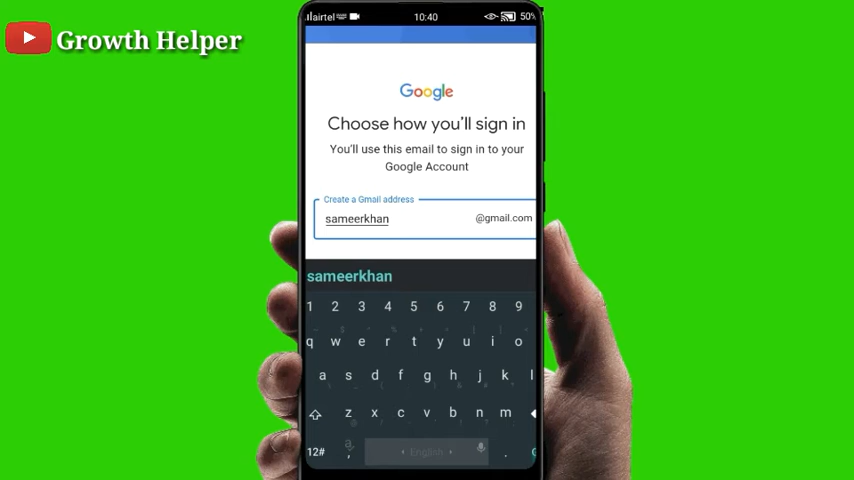 Growth Helper
airtel 10:40 50%
Google
Choose how you'll sign in
You'll use this email to sign in to your
Google Account
Create a Gmail address
sameerkhan @gmail.com
sameerkhan
1 2 3 4 5 6 7 8 9
q w e r t y u i o
a s d f g h j k l
z x c v b n m
12# , English .